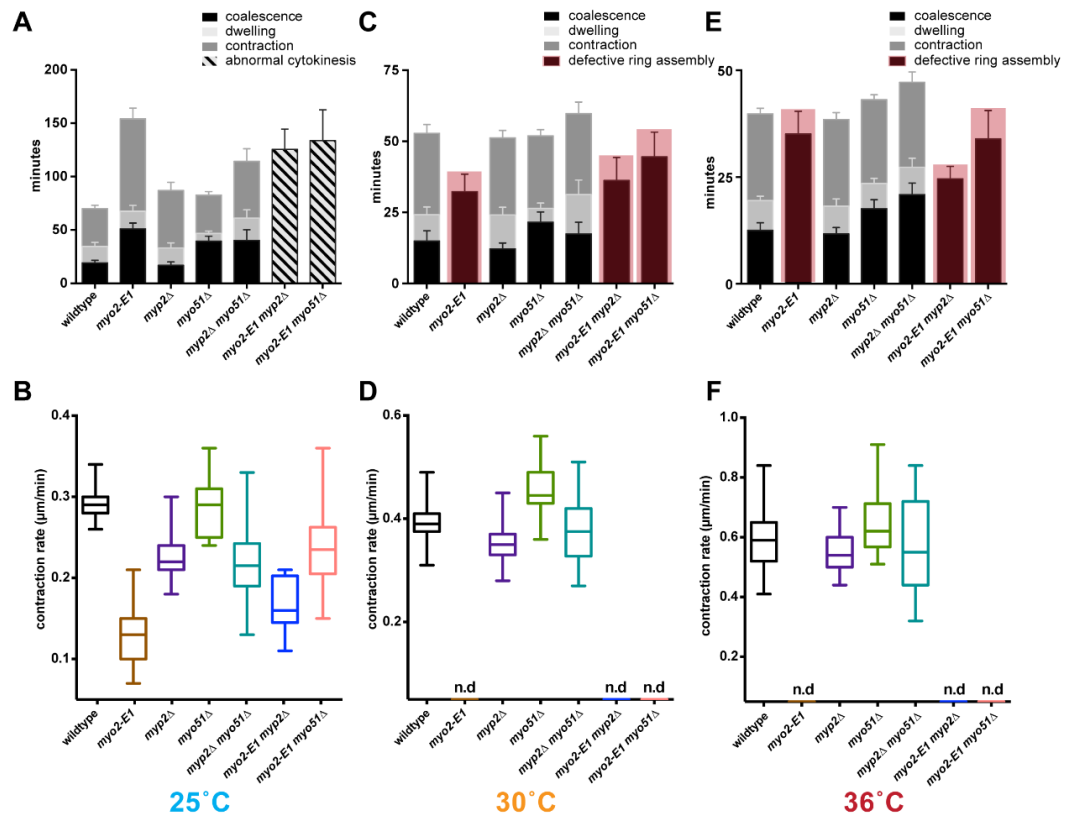 A
coalescence
dwelling
contraction
abnormal cytokinesis
minutes
200
150
100
50
0
wildtype
myo2-E1
myp2Δ
myo51Δ
myp2Δ myo51Δ
myo2-E1 myp2Δ
myo2-E1 myo51Δ
C
coalescence
dwelling
contraction
defective ring assembly
minutes
75
50
25
0
wildtype
myo2-E1
myp2Δ
myo51Δ
myp2Δ myo51Δ
myo2-E1 myp2Δ
myo2-E1 myo51Δ
E
coalescence
dwelling
contraction
defective ring assembly
minutes
50
25
0
wildtype
myo2-E1
myp2Δ
myo51Δ
myp2Δ myo51Δ
myo2-E1 myp2Δ
myo2-E1 myo51Δ
B
contraction rate (μm/min)
0.4
0.3
0.2
0.1
wildtype
myo2-E1
myp2Δ
myo51Δ
myp2Δ myo51Δ
myo2-E1 myp2Δ
myo2-E1 myo51Δ
25˚C
D
contraction rate (μm/min)
0.6
0.4
0.2
n.d
n.d
n.d
wildtype
myo2-E1
myp2Δ
myo51Δ
myp2Δ myo51Δ
myo2-E1 myp2Δ
myo2-E1 myo51Δ
30˚C
F
contraction rate (μm/min)
1.0
0.8
0.6
0.4
0.2
n.d
n.d
n.d
wildtype
myo2-E1
myp2Δ
myo51Δ
myp2Δ myo51Δ
myo2-E1 myp2Δ
myo2-E1 myo51Δ
36˚C